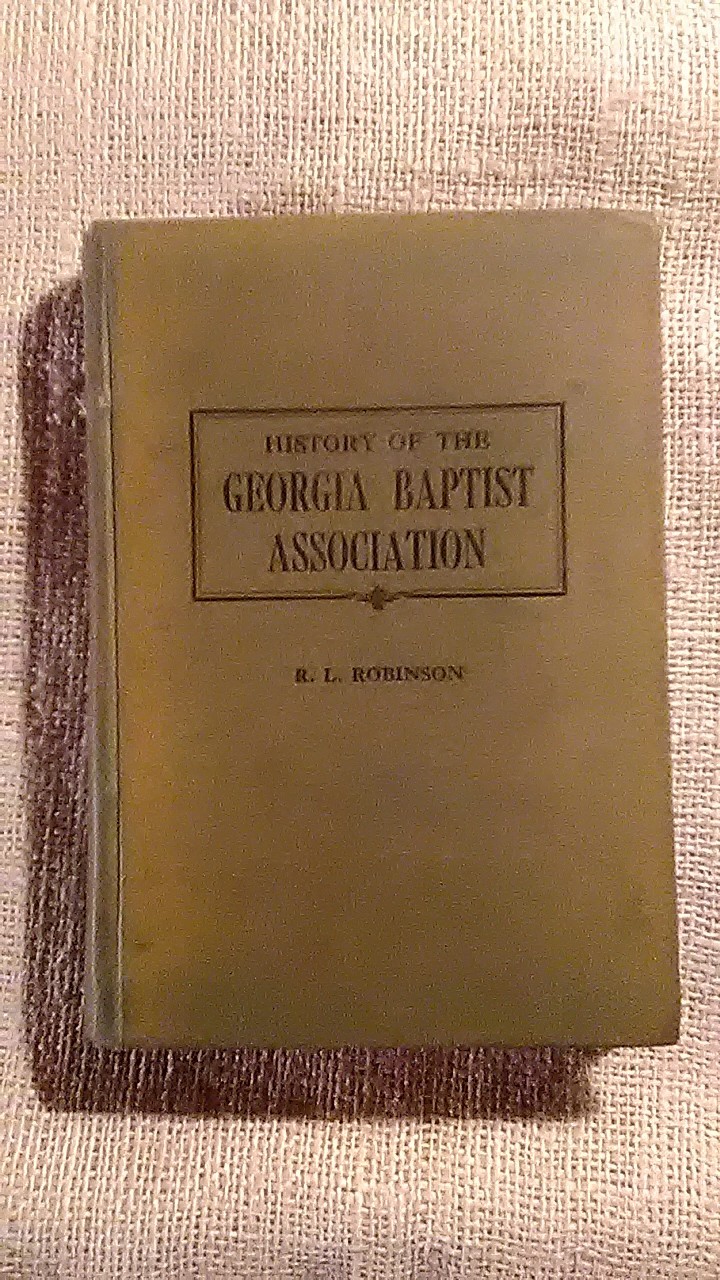 HISTORY OF THE
GEORGIA BAPTIST
ASSOCIATION
R. L. ROBINSON